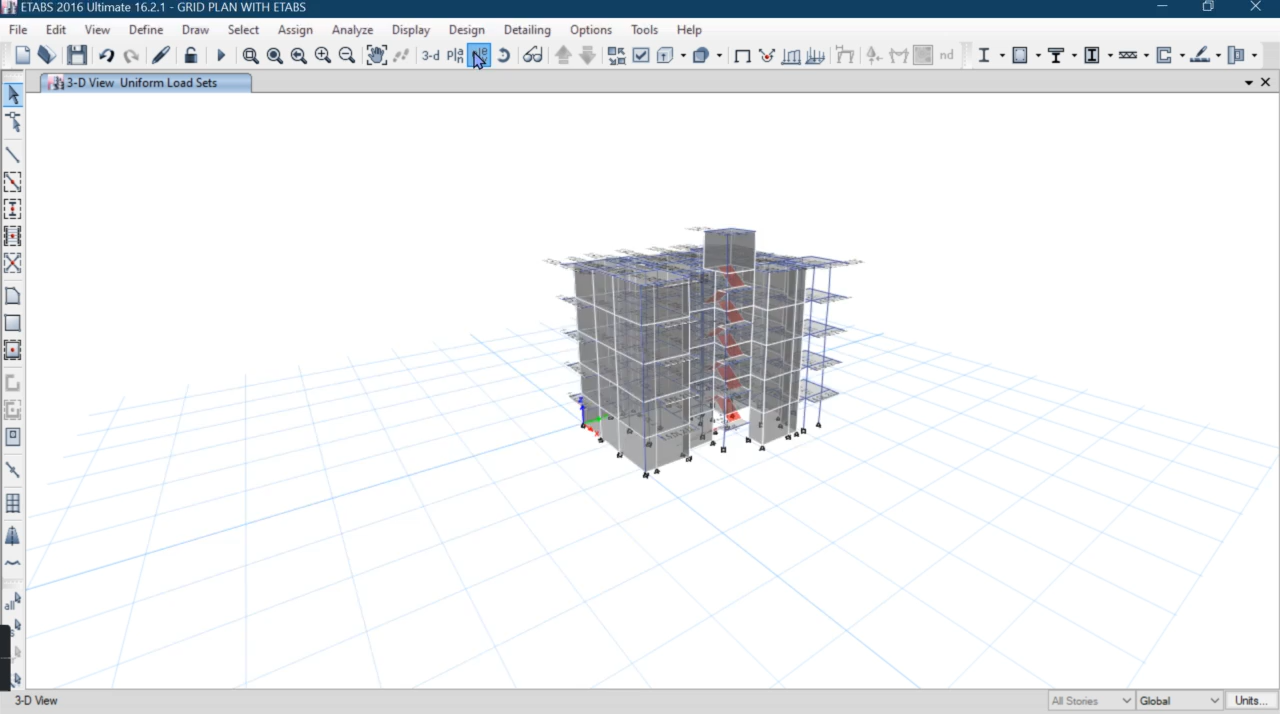 ETABS 2016 Ultimate 16.2.1 - GRID PLAN WITH ETABS
File Edit View Define Draw Select Assign Analyze Display Design Detailing Options Tools Help
3-d pla nd
3-D View Uniform Load Sets
all
3-D View All Stories Global Units...